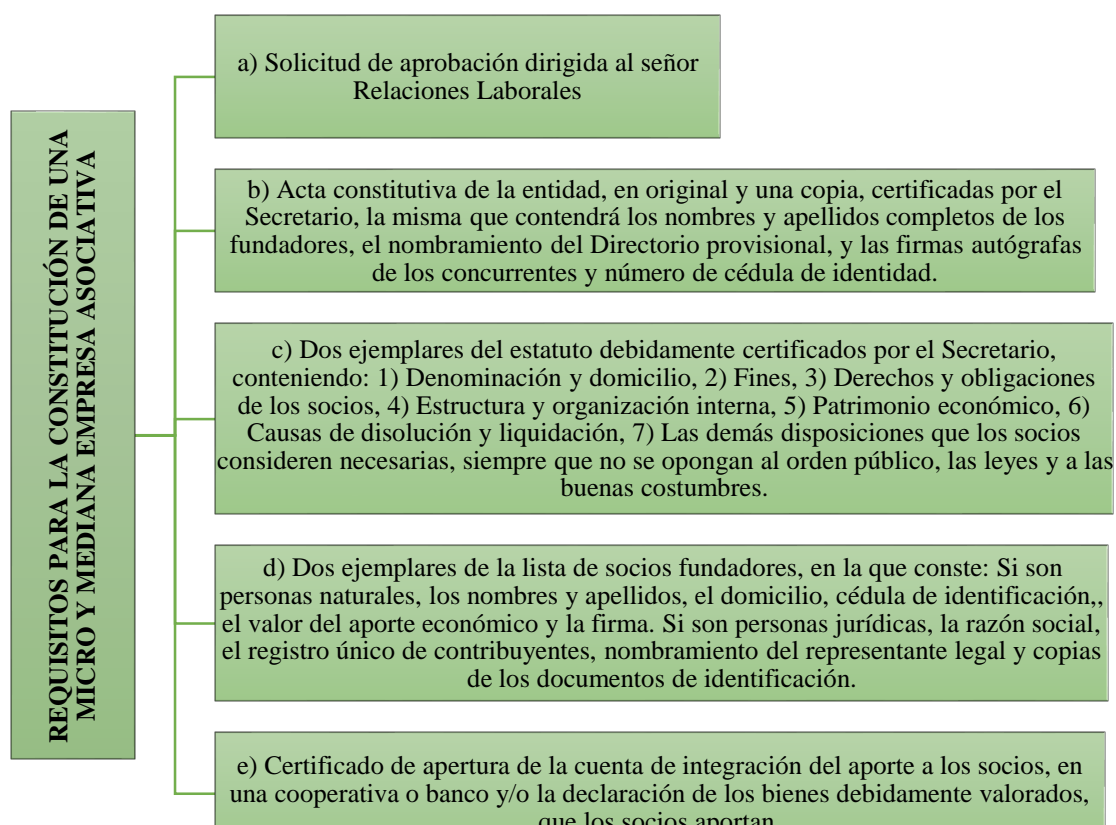 REQUISITOS PARA LA CONSTITUCIÓN DE UNA
MICRO Y MEDIANA EMPRESA ASOCIATIVA
a) Solicitud de aprobación dirigida al señor
Relaciones Laborales
b) Acta constitutiva de la entidad, en original y una copia, certificadas por el
Secretario, la misma que contendrá los nombres y apellidos completos de los
fundadores, el nombramiento del Directorio provisional, y las firmas autógrafas
de los concurrentes y número de cédula de identidad.
c) Dos ejemplares del estatuto debidamente certificados por el Secretario,
conteniendo: 1) Denominación y domicilio, 2) Fines, 3) Derechos y obligaciones
de los socios, 4) Estructura y organización interna, 5) Patrimonio económico, 6)
Causas de disolución y liquidación, 7) Las demás disposiciones que los socios
consideren necesarias, siempre que no se opongan al orden público, las leyes y a las
buenas costumbres.
d) Dos ejemplares de la lista de socios fundadores, en la que conste: Si son
personas naturales, los nombres y apellidos, el domicilio, cédula de identificación,,
el valor del aporte económico y la firma. Si son personas jurídicas, la razón social,
el registro único de contribuyentes, nombramiento del representante legal y copias
de los documentos de identificación.
e) Certificado de apertura de la cuenta de integración del aporte a los socios, en
una cooperativa o banco y/o la declaración de los bienes debidamente valorados,
que los socios aportan